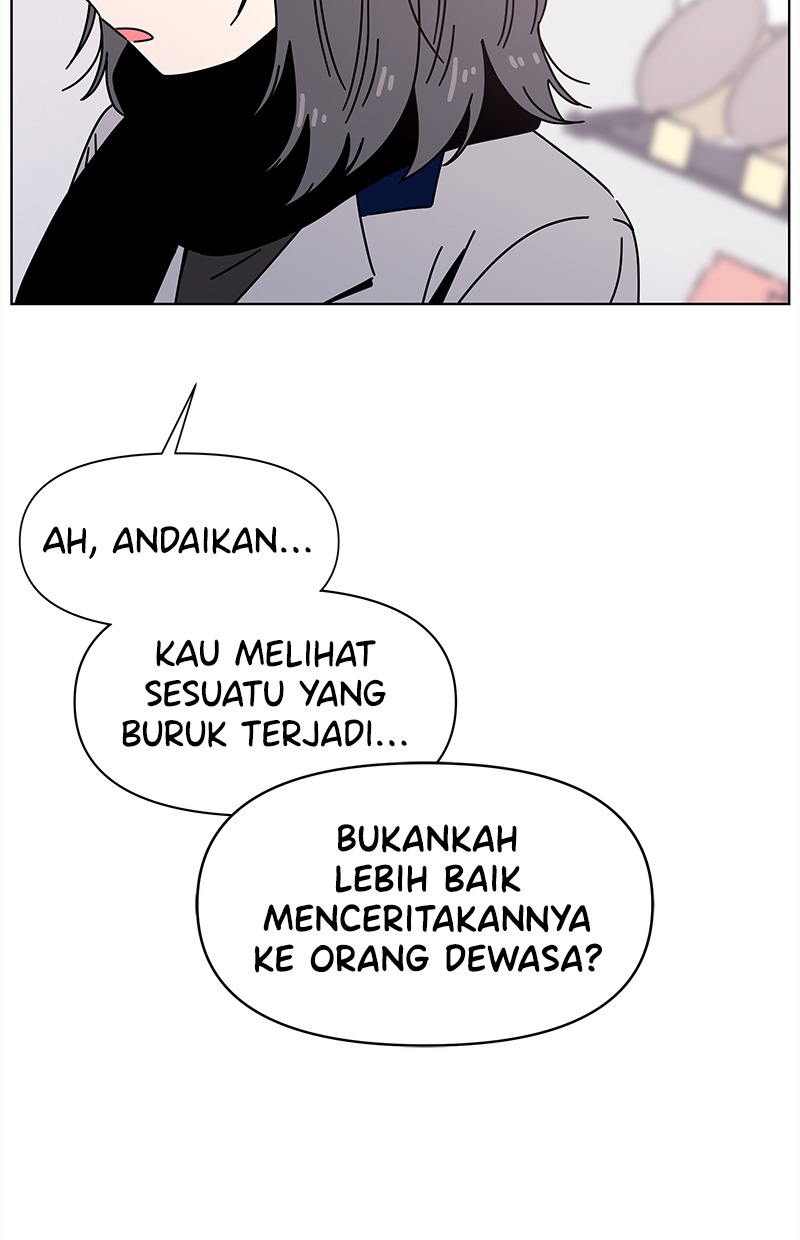 AH, ANDAIKAN...
KAU MELIHAT
SESUATU YANG
BURUK TERJADI...
BUKANKAH
LEBIH BAIK
MENCERITAKANNYA
KE ORANG DEWASA?